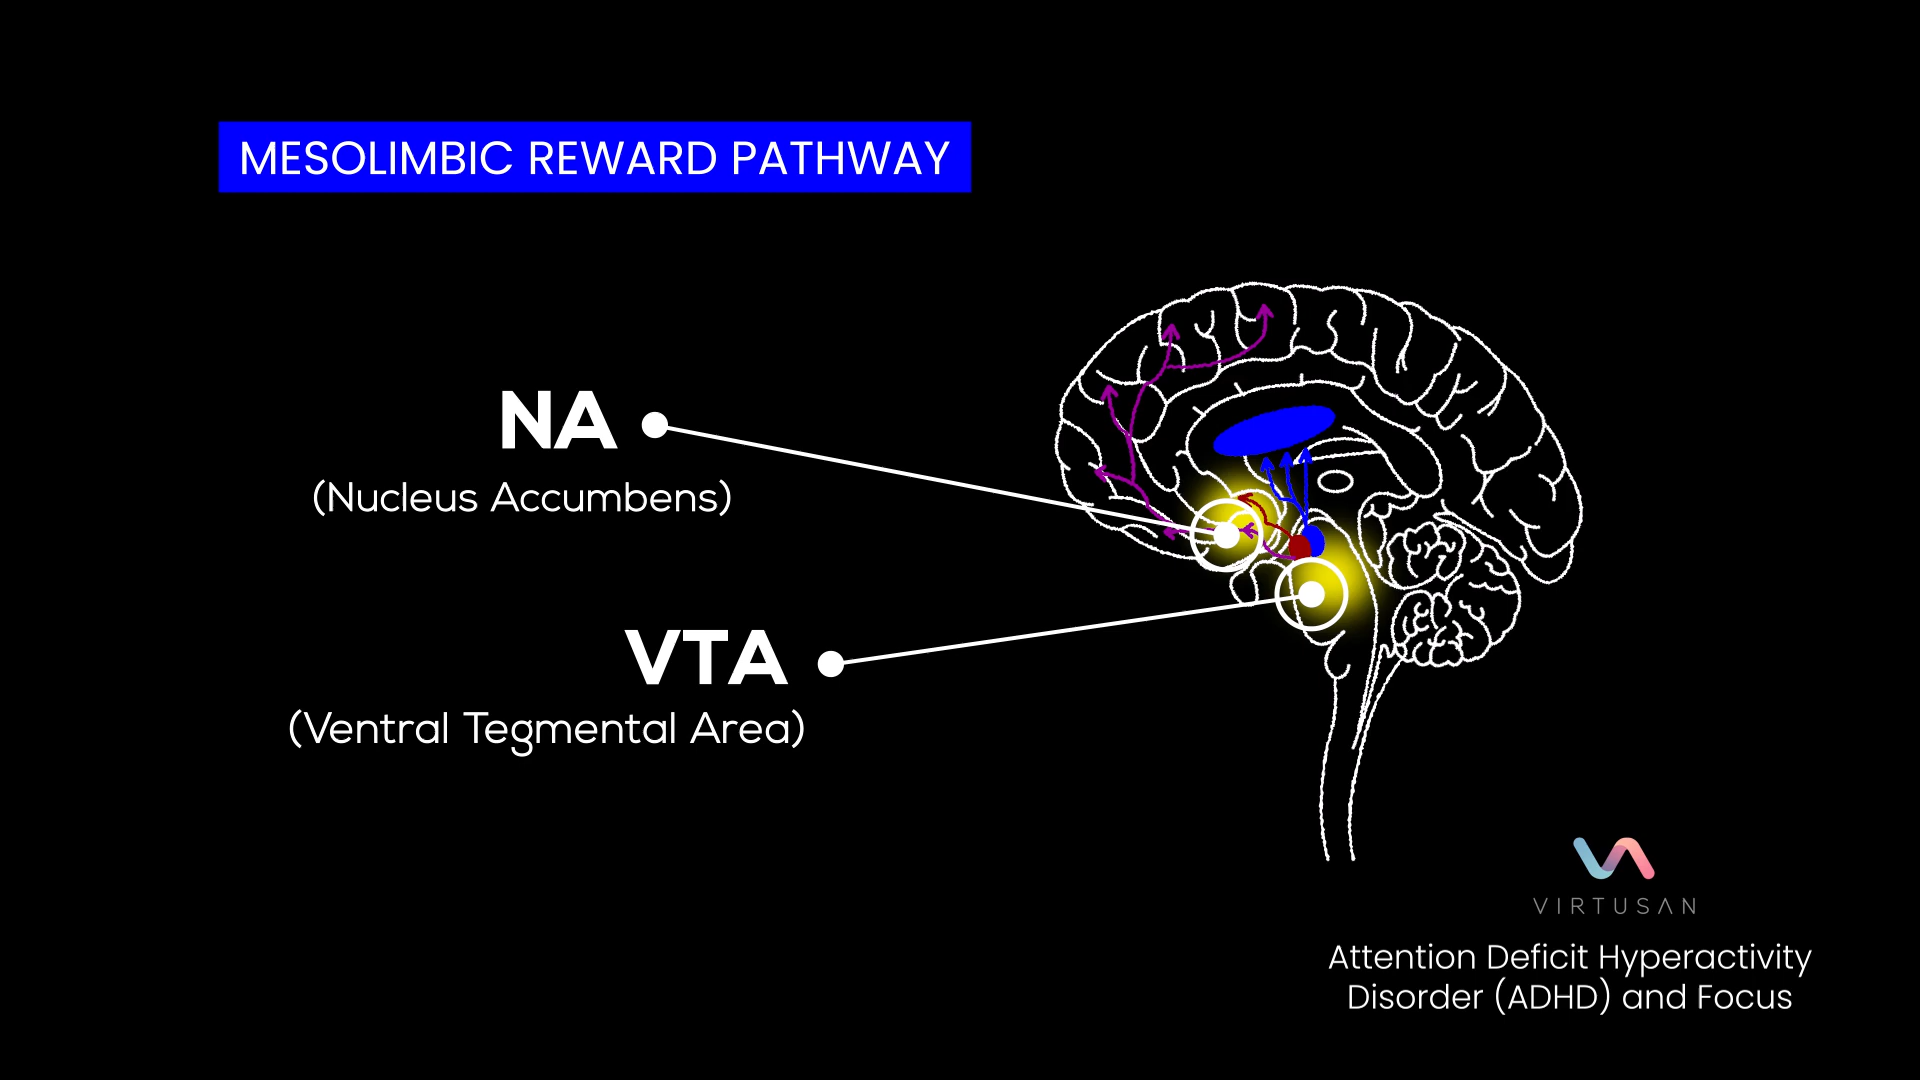 MESOLIMBIC REWARD PATHWAY
NA
(Nucleus Accumbens)
VTA
(Ventral Tegmental Area)
VIRTUSAN
Attention Deficit Hyperactivity
Disorder (ADHD) and Focus